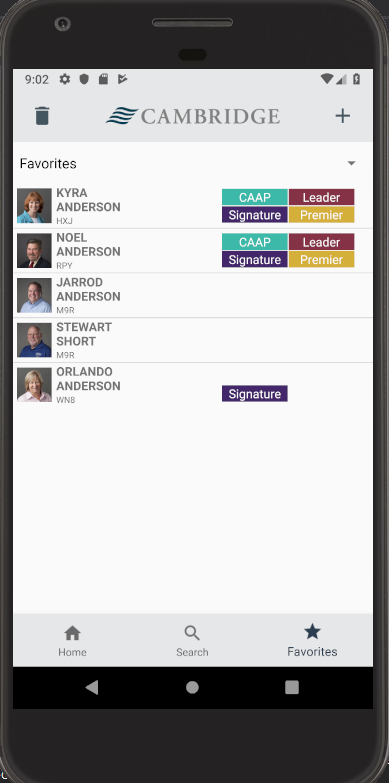 9:02
CAMBRIDGE
Favorites
KYRA
ANDERSON
HXJ
CAAP Leader
Signature Premier
NOEL
ANDERSON
RPY
CAAP Leader
Signature Premier
JARROD
ANDERSON
M9R
STEWART
SHORT
M9R
ORLANDO
ANDERSON
WN8
Signature
Home Search Favorites